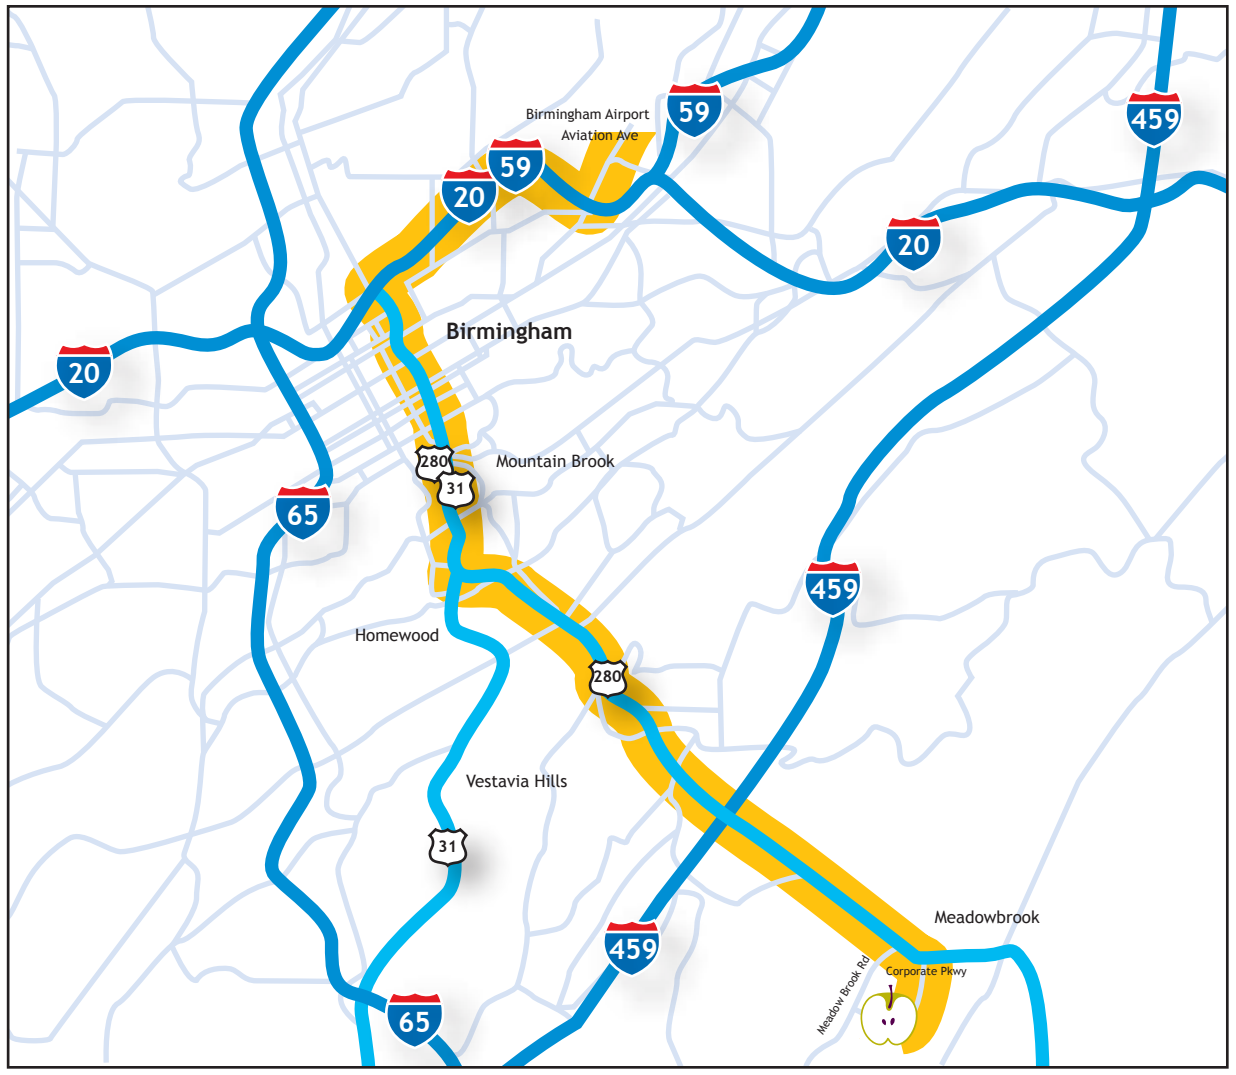 Birmingham Airport
Aviation Ave
59
459
59
20
20
Birmingham
20
280
Mountain Brook
31
65
459
Homewood
280
Vestavia Hills
31
Meadowbrook
459
Meadow Brook Rd
Corporate Pkwy
65